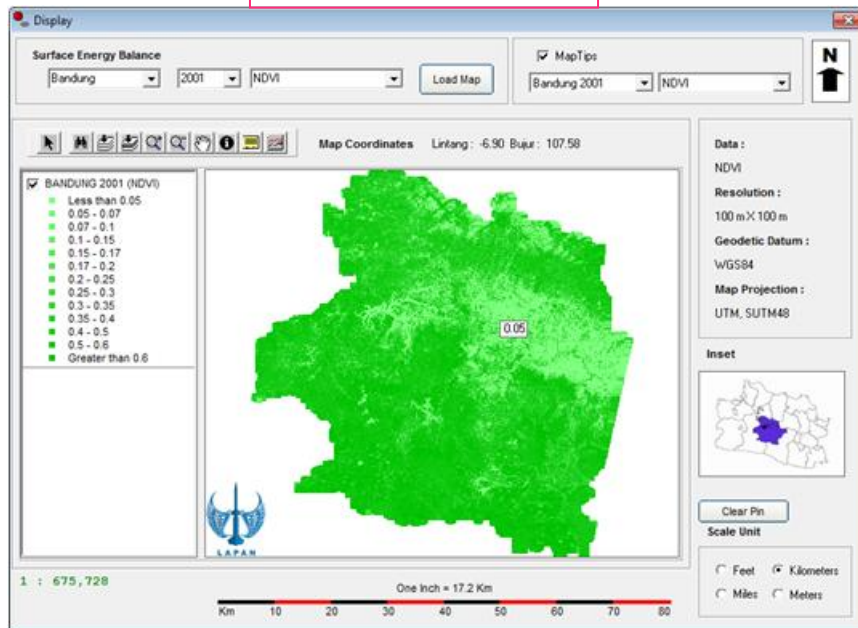 Display
Surface Energy Balance
Bandung
2001
NDVI
Load Map
MapTips
Bandung 2001
NDVI
N
Map Coordinates Lintang : -6.90 Bujur : 107.58
BANDUNG 2001 (NDVI)
Less than 0.05
0.05 - 0.07
0.07 - 0.1
0.1 - 0.15
0.15 - 0.17
0.17 - 0.2
0.2 - 0.25
0.25 - 0.3
0.3 - 0.35
0.35 - 0.4
0.4 - 0.5
0.5 - 0.6
Greater than 0.6
0.05
LAPAN
Data :
NDVI
Resolution :
100 m X 100 m
Geodetic Datum :
WGS84
Map Projection :
UTM, SUTM48
Inset
Clear Pin
Scale Unit
Feet Kilometers
Miles Meters
1 : 675,728
One Inch = 17.2 Km
Km 10 20 30 40 50 60 70 80